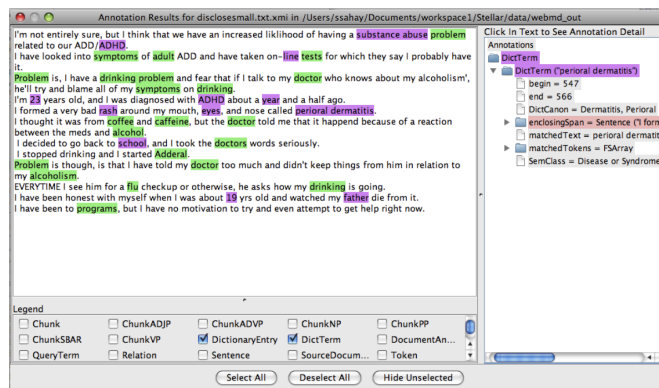 Annotation Results for disclosesmall.txt.xmi in /Users/ssahay/Documents/workspace1/Stellar/data/webmd_out
I'm not entirely sure, but I think that we have an increased liklihood of having a substance abuse problem
related to our ADD/ADHD.
I have looked into symptoms of adult ADD and have taken on-line tests for which they say I probably have
it.
Problem is, I have a drinking problem and fear that if I talk to my doctor who knows about my alcoholism',
he'll try and blame all of my symptoms on drinking.
I'm 23 years old, and I was diagnosed with ADHD about a year and a half ago.
I formed a very bad rash around my mouth, eyes, and nose called perioral dermatitis.
I thought it was from coffee and caffeine, but the doctor told me that it happend because of a reaction
between the meds and alcohol.
I decided to go back to school, and I took the doctors words seriously.
I stopped drinking and I started Adderal.
Problem is though, is that I have told my doctor too much and didn't keep things from him in relation to
my alcoholism.
EVERYTIME I see him for a flu checkup or otherwise, he asks how my drinking is going.
I have been honest with myself when I was about 19 yrs old and watched my father die from it.
I have been to programs, but I have no motivation to try and even attempt to get help right now.
Click In Text to See Annotation Detail
Annotations
DictTerm
DictTerm ("perioral dermatitis")
begin = 547
end = 566
DictCanon = Dermatitis, Perioral
enclosingSpan = Sentence ("I form
matchedText = perioral dermatit
matchedTokens = FSArray
SemClass = Disease or Syndrome
Legend
Chunk ChunkADJP ChunkADVP ChunkNP ChunkPP
ChunkSBAR ChunkVP DictionaryEntry DictTerm DocumentAn...
QueryTerm Relation Sentence SourceDocum... Token
Select All Deselect All Hide Unselected